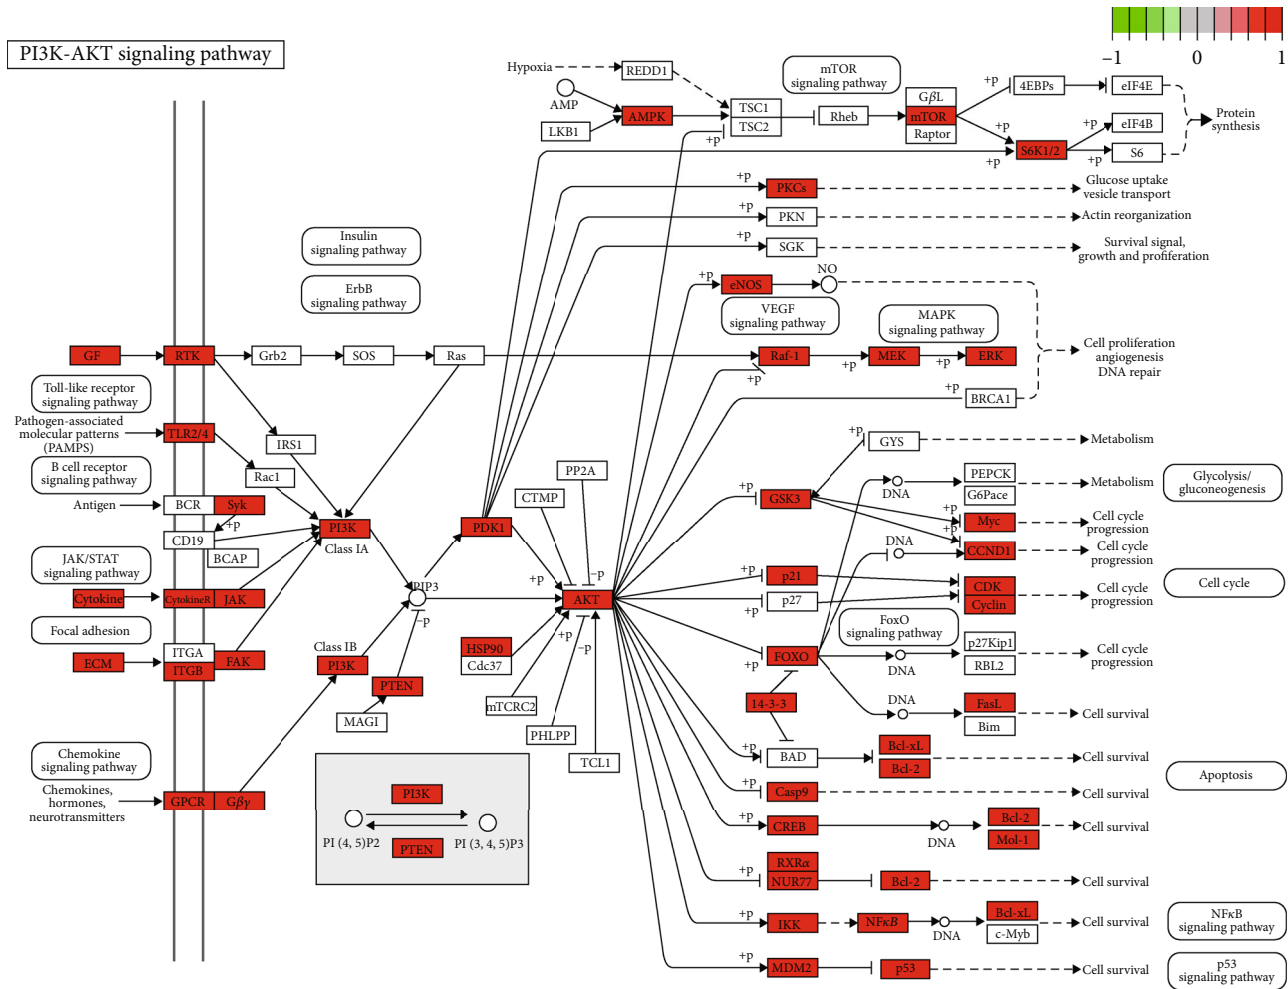 PI3K-AKT signaling pathway
−1
0
1
Hypoxia
REDD1
AMP
LKB1
AMPK
TSC1
TSC2
+p
mTOR
signaling pathway
Rheb
GβL
mTOR
Raptor
+p
4EBPs
eIF4E
+p
S6K1/2
+p
+p
eIF4B
+p
S6
Protein
synthesis
+p
PKCs
Glucose uptake
vesicle transport
+p
PKN
Actin reorganization
+p
SGK
Survival signal,
growth and profiferation
Insulin
signaling pathway
ErbB
signaling pathway
+p
eNOS
NO
VEGF
signaling pathway
MAPK
signaling pathway
GF
RTK
Grb2
SOS
Ras
Raf-1
+p
+p
MEK
+p
ERK
+p
BRCA1
Cell proliferation
angiogenesis
DNA repair
Toll-like receptor
signaling pathway
Pathogen-associated
molecular patterns
(PAMPS)
TLR2/4
IRS1
Rac1
B cell receptor
signaling pathway
Antigen
BCR
Syk
+p
CD19
BCAP
PI3K
Class IA
PDK1
CTMP
PP2A
+p
−p
+p
GYS
Metabolism
+p
GSK3
DNA
PEPCK
G6Pace
Metabolism
Glycolysis/
gluconeogenesis
+p
Myc
Cell cycle
progression
+p
DNA
CCND1
Cell cycle
progression
JAK/STAT
signaling pathway
Cytokine
CytokineR
JAK
PIP3
−p
AKT
+p
p21
+p
p27
CDK
Cyclin
Cell cycle
progression
Cell cycle
Focal adhesion
ECM
ITGA
ITGB
FAK
Class IB
PI3K
PTEN
MAGI
HSP90
Cdc37
+p
−p
mTCRC2
PHLPP
TCL1
+p
FOXO
FoxO
signaling pathway
DNA
p27Kip1
RBL2
Cell cycle
progression
14-3-3
DNA
FasL
Bim
Cell survival
+p
BAD
Bcl-xL
Bcl-2
Cell survival
Apoptosis
Chemokine
signaling pathway
Chemokines,
hormones,
neurotransmitters
GPCR
Gβγ
PI3K
PI (4, 5)P2
PI (3, 4, 5)P3
PTEN
+p
Casp9
Cell survival
+p
CREB
DNA
Bcl-2
Mol-1
Cell survival
+p
RXRα
NUR77
Bcl-2
Cell survival
+p
IKK
NFκB
DNA
Bcl-xL
c-Myb
Cell survival
NFκB
signaling pathway
+p
MDM2
p53
Cell survival
p53
signaling pathway